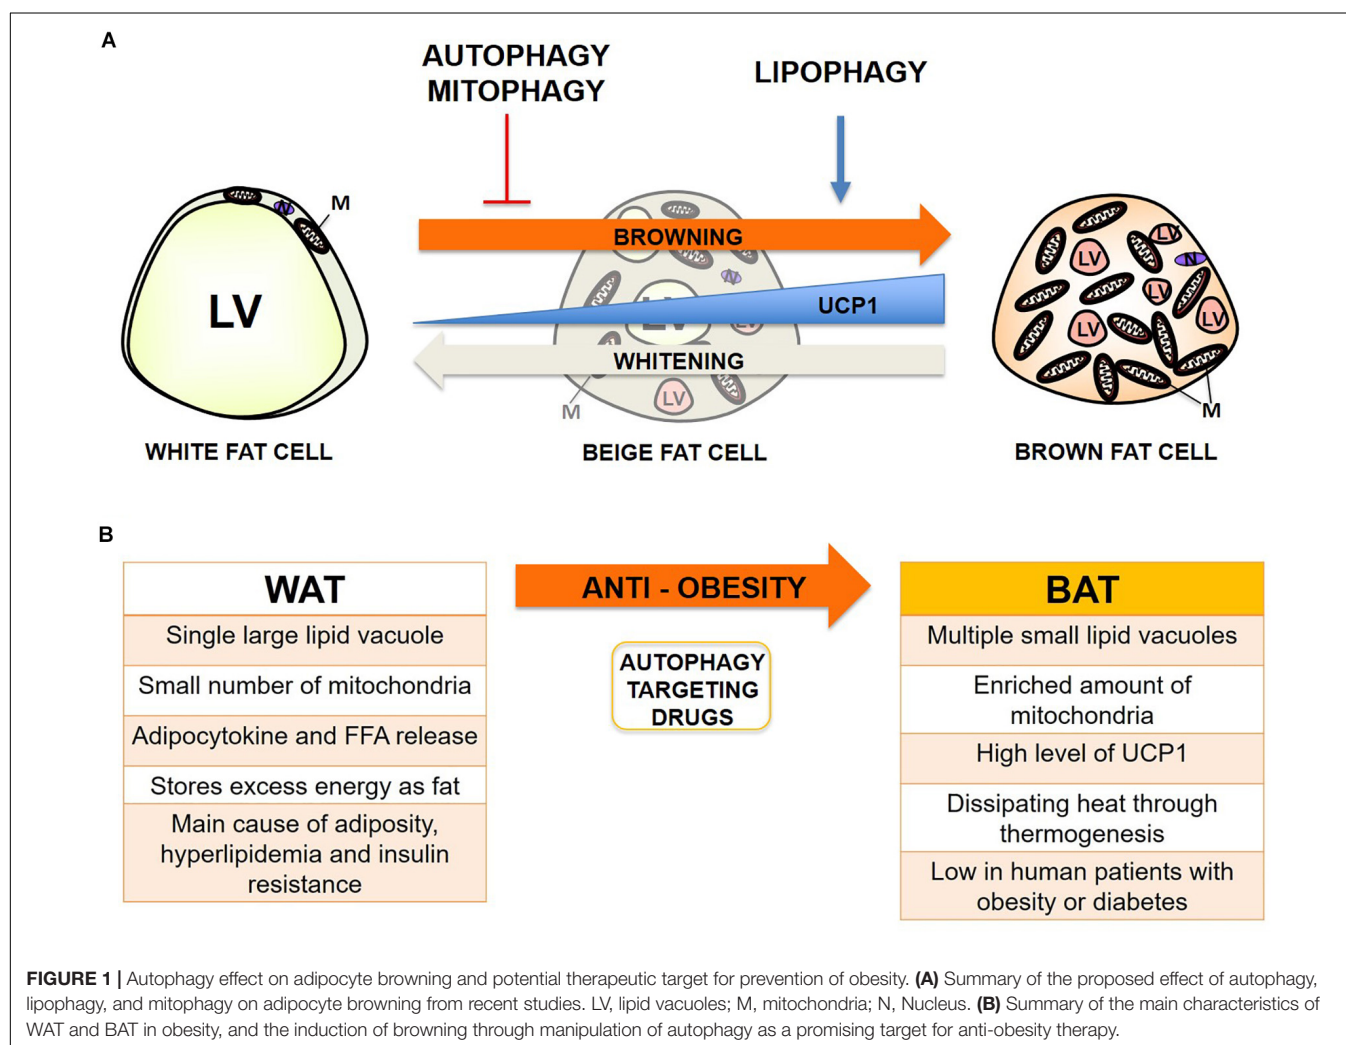 A
AUTOPHAGY
MITOPHAGY
LIPOPHAGY
N
M
LV
BROWNING
N
LV
LV
UCP1
WHITENING
LV
M
LV
LV
N
LV
LV
LV
M
WHITE FAT CELL
BEIGE FAT CELL
BROWN FAT CELL
B
WAT
Single large lipid vacuole
Small number of mitochondria
Adipocytokine and FFA release
Stores excess energy as fat
Main cause of adiposity,
hyperlipidemia and insulin
resistance
ANTI - OBESITY
AUTOPHAGY
TARGETING
DRUGS
BAT
Multiple small lipid vacuoles
Enriched amount of
mitochondria
High level of UCP1
Dissipating heat through
thermogenesis
Low in human patients with
obesity or diabetes
FIGURE 1 | Autophagy effect on adipocyte browning and potential therapeutic target for prevention of obesity. (A) Summary of the proposed effect of autophagy,
lipophagy, and mitophagy on adipocyte browning from recent studies. LV, lipid vacuoles; M, mitochondria; N, Nucleus. (B) Summary of the main characteristics of
WAT and BAT in obesity, and the induction of browning through manipulation of autophagy as a promising target for anti-obesity therapy.